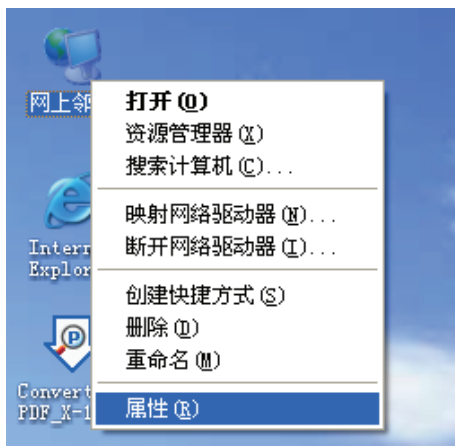 网上邻
打开(O)
资源管理器(X)
搜索计算机(C)...
映射网络驱动器(N)...
断开网络驱动器(I)...
Intern
Explor
创建快捷方式(S)
删除(D)
重命名(M)
P
Convert
PDF_X-1
属性(R)